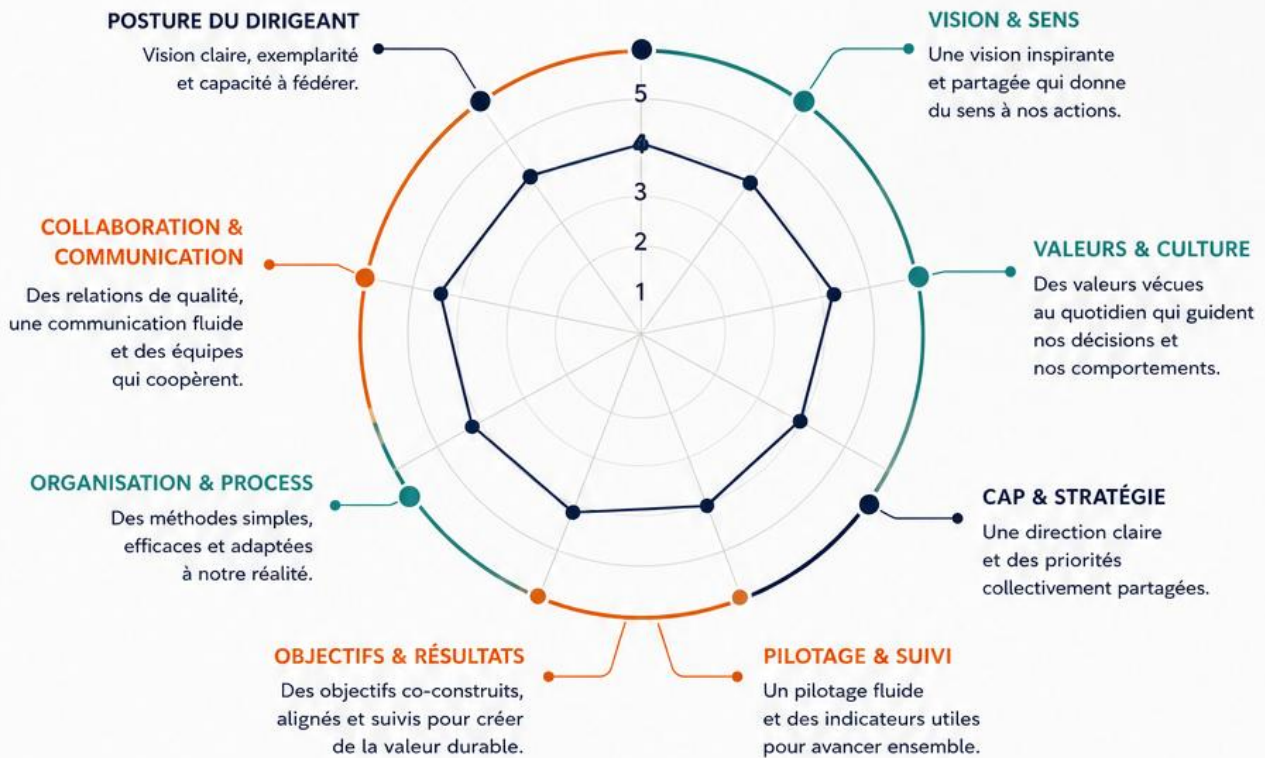 POSTURE DU DIRIGEANT
Vision claire, exemplarité
et capacité à fédérer.
VISION & SENS
Une vision inspirante
et partagée qui donne
du sens à nos actions.
5
4
3
2
1
COLLABORATION &
COMMUNICATION
Des relations de qualité,
une communication fluide
et des équipes
qui coopèrent.
VALEURS & CULTURE
Des valeurs vécues
au quotidien qui guident
nos décisions et
nos comportements.
ORGANISATION & PROCESS
Des méthodes simples,
efficaces et adaptées
à notre réalité.
CAP & STRATÉGIE
Une direction claire
et des priorités
collectivement partagées.
OBJECTIFS & RÉSULTATS
Des objectifs co-construits,
alignés et suivis pour créer
de la valeur durable.
PILOTAGE & SUIVI
Un pilotage fluide
et des indicateurs utiles
pour avancer ensemble.